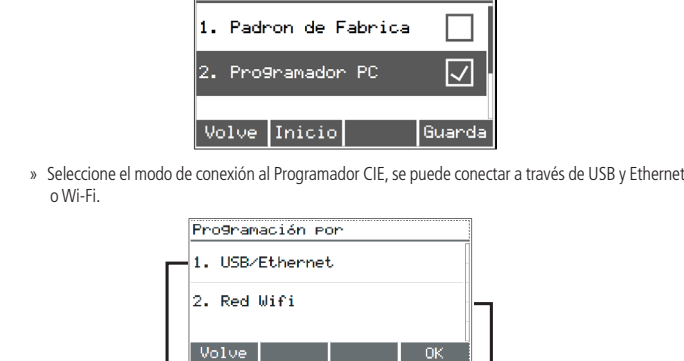 1. Padron de Fabrica
2. Programador PC
Volve Inicio Guarda
» Seleccione el modo de conexión al Programador CIE, se puede conectar a través de USB y Ethernet
o Wi-Fi.
Programación por
1. USB/Ethernet
2. Red Wifi
Volve OK